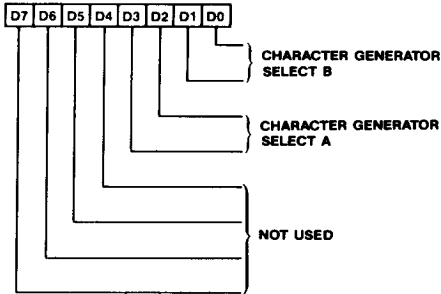 D7 D6 D5 D4 D3 D2 D1 D0
CHARACTER GENERATOR
SELECT B
CHARACTER GENERATOR
SELECT A
NOT USED